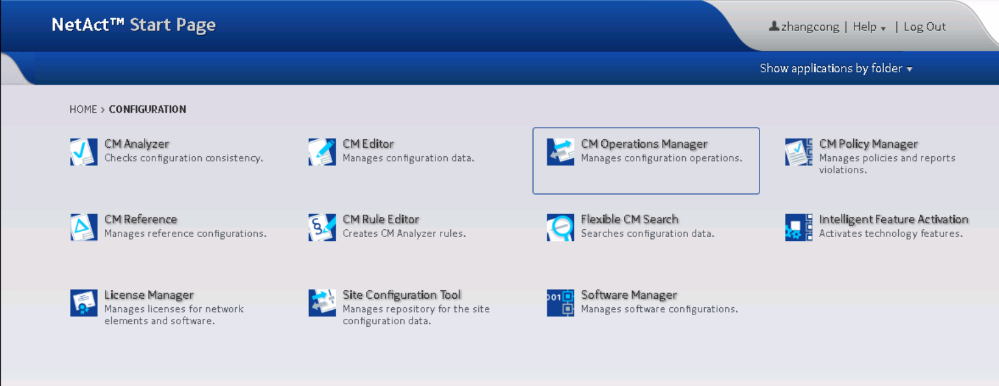 NetAct™ Start Page
zhangcong | Help | Log Out
Show applications by folder
HOME › CONFIGURATION
CM Analyzer
Checks configuration consistency.
CM Editor
Manages configuration data.
CM Operations Manager
Manages configuration operations.
CM Policy Manager
Manages policies and reports
violations.
CM Reference
Manages reference configurations.
CM Rule Editor
Creates CM Analyzer rules.
Flexible CM Search
Searches configuration data.
Intelligent Feature Activation
Activates technology features.
License Manager
Manages licenses for network
elements and software.
Site Configuration Tool
Manages repository for the site
configuration data.
001
Software Manager
Manages software configurations.